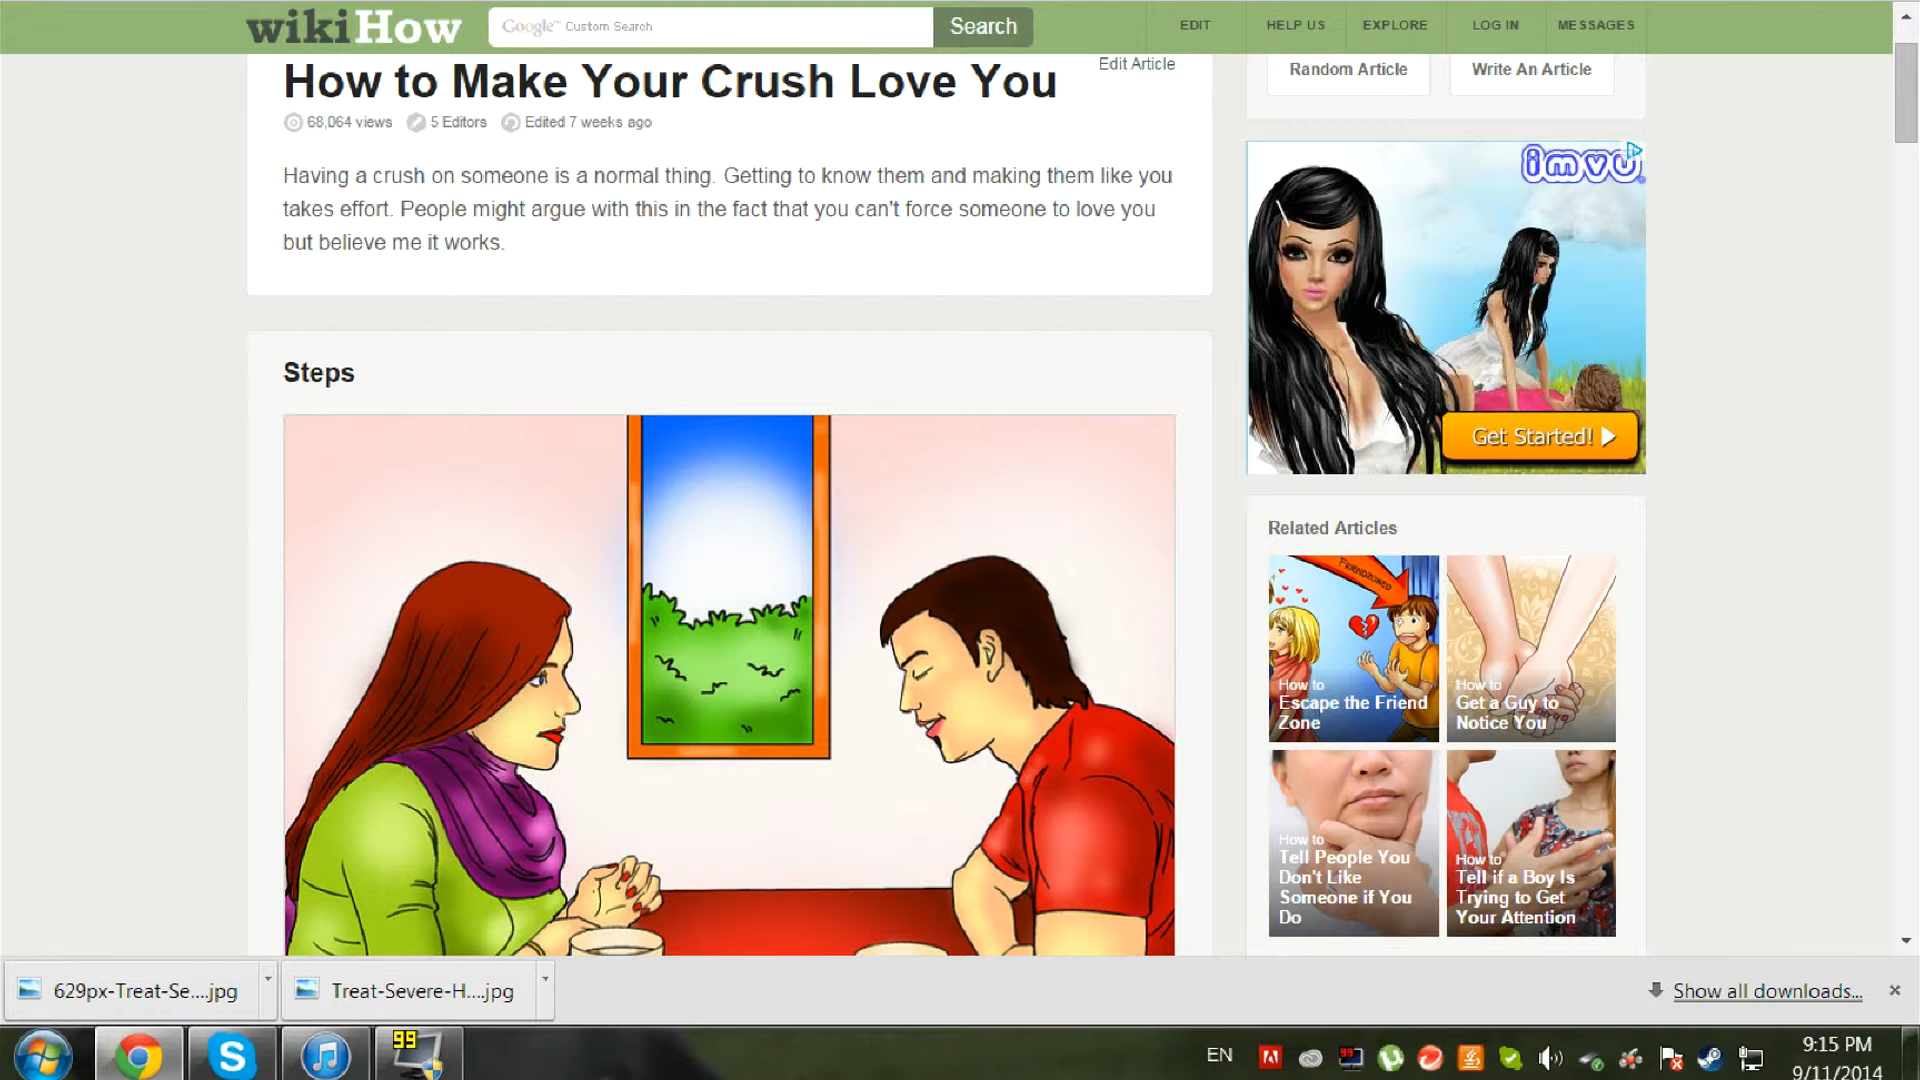 wikiHow
Google™ Custom Search
Search
EDIT
HELP US
EXPLORE
LOG IN
MESSAGES
How to Make Your Crush Love You
Edit Article
68,064 views
5 Editors
Edited 7 weeks ago
Having a crush on someone is a normal thing. Getting to know them and making them like you
takes effort. People might argue with this in the fact that you can't force someone to love you
but believe me it works.
Steps
Random Article
Write An Article
imvu
Get Started!
Related Articles
FRIENDZONED
How to
Escape the Friend
Zone
How to
Get a Guy to
Notice You
How to
Tell People You
Don't Like
Someone if You
Do
How to
Tell if a Boy Is
Trying to Get
Your Attention
629px-Treat-Se....jpg
Treat-Severe-H....jpg
Show all downloads...
99
EN
99
9:15 PM
9/11/2014